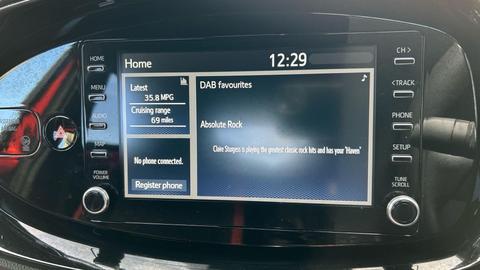 Home
12:29
HOME
MENU
AUDIO
MAP
POWER
VOLUME
Latest
35.8 MPG
Cruising range
69 miles
No phone connected.
Register phone
DAB favourites
Absolute Rock
Claire Sturgess is playing the greatest classic rock hits and has your 'Haven'
CH >
< TRACK
PHONE
SETUP
TUNE
SCROLL